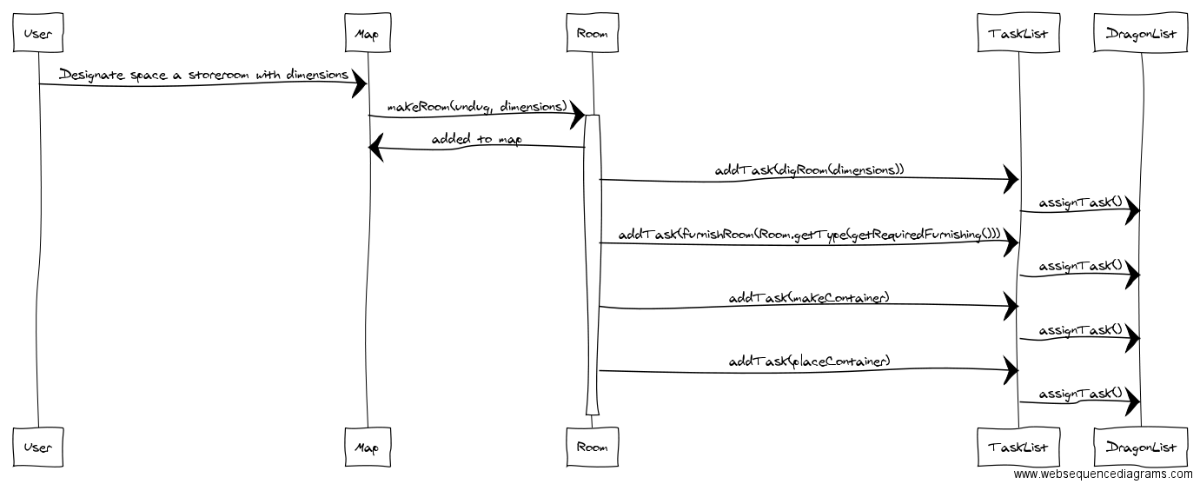 User
Map
Room
TaskList
DragonList
Designate space a storeroom with dimensions
makeRoom(undug, dimensions)
added to map
addTask(digRoom(dimensions))
assignTask()
addTask(furnishRoom(Room.getType(getRequiredFurnishing()))
assignTask()
addTask(makeContainer)
assignTask()
addTask(placeContainer)
assignTask()
User
Map
Room
TaskList
DragonList
www.websequencediagrams.com